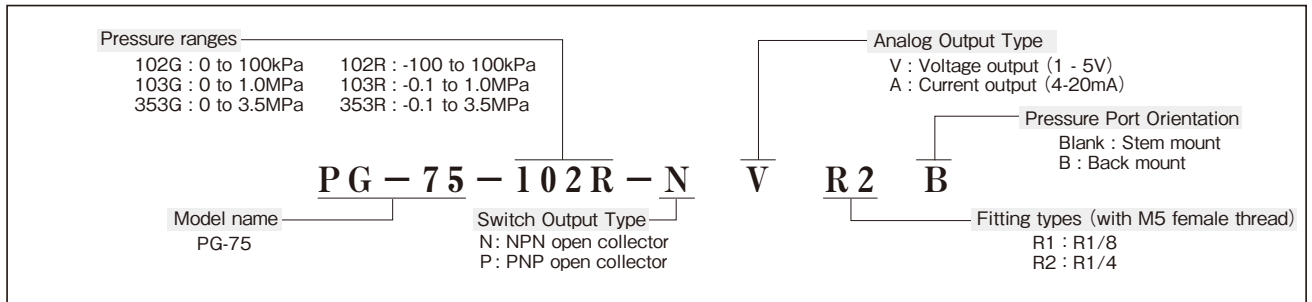 Pressure ranges
102G : 0 to 100kPa 102R : -100 to 100kPa
103G : 0 to 1.0MPa 103R : -0.1 to 1.0MPa
353G : 0 to 3.5MPa 353R : -0.1 to 3.5MPa
Analog Output Type
V : Voltage output (1 - 5V)
A : Current output (4-20mA)
Pressure Port Orientation
Blank : Stem mount
B : Back mount
PG-75-102R-N V R2 B
Model name
PG-75
Switch Output Type
N : NPN open collector
P : PNP open collector
Fitting types (with M5 female thread)
R1 : R1/8
R2 : R1/4